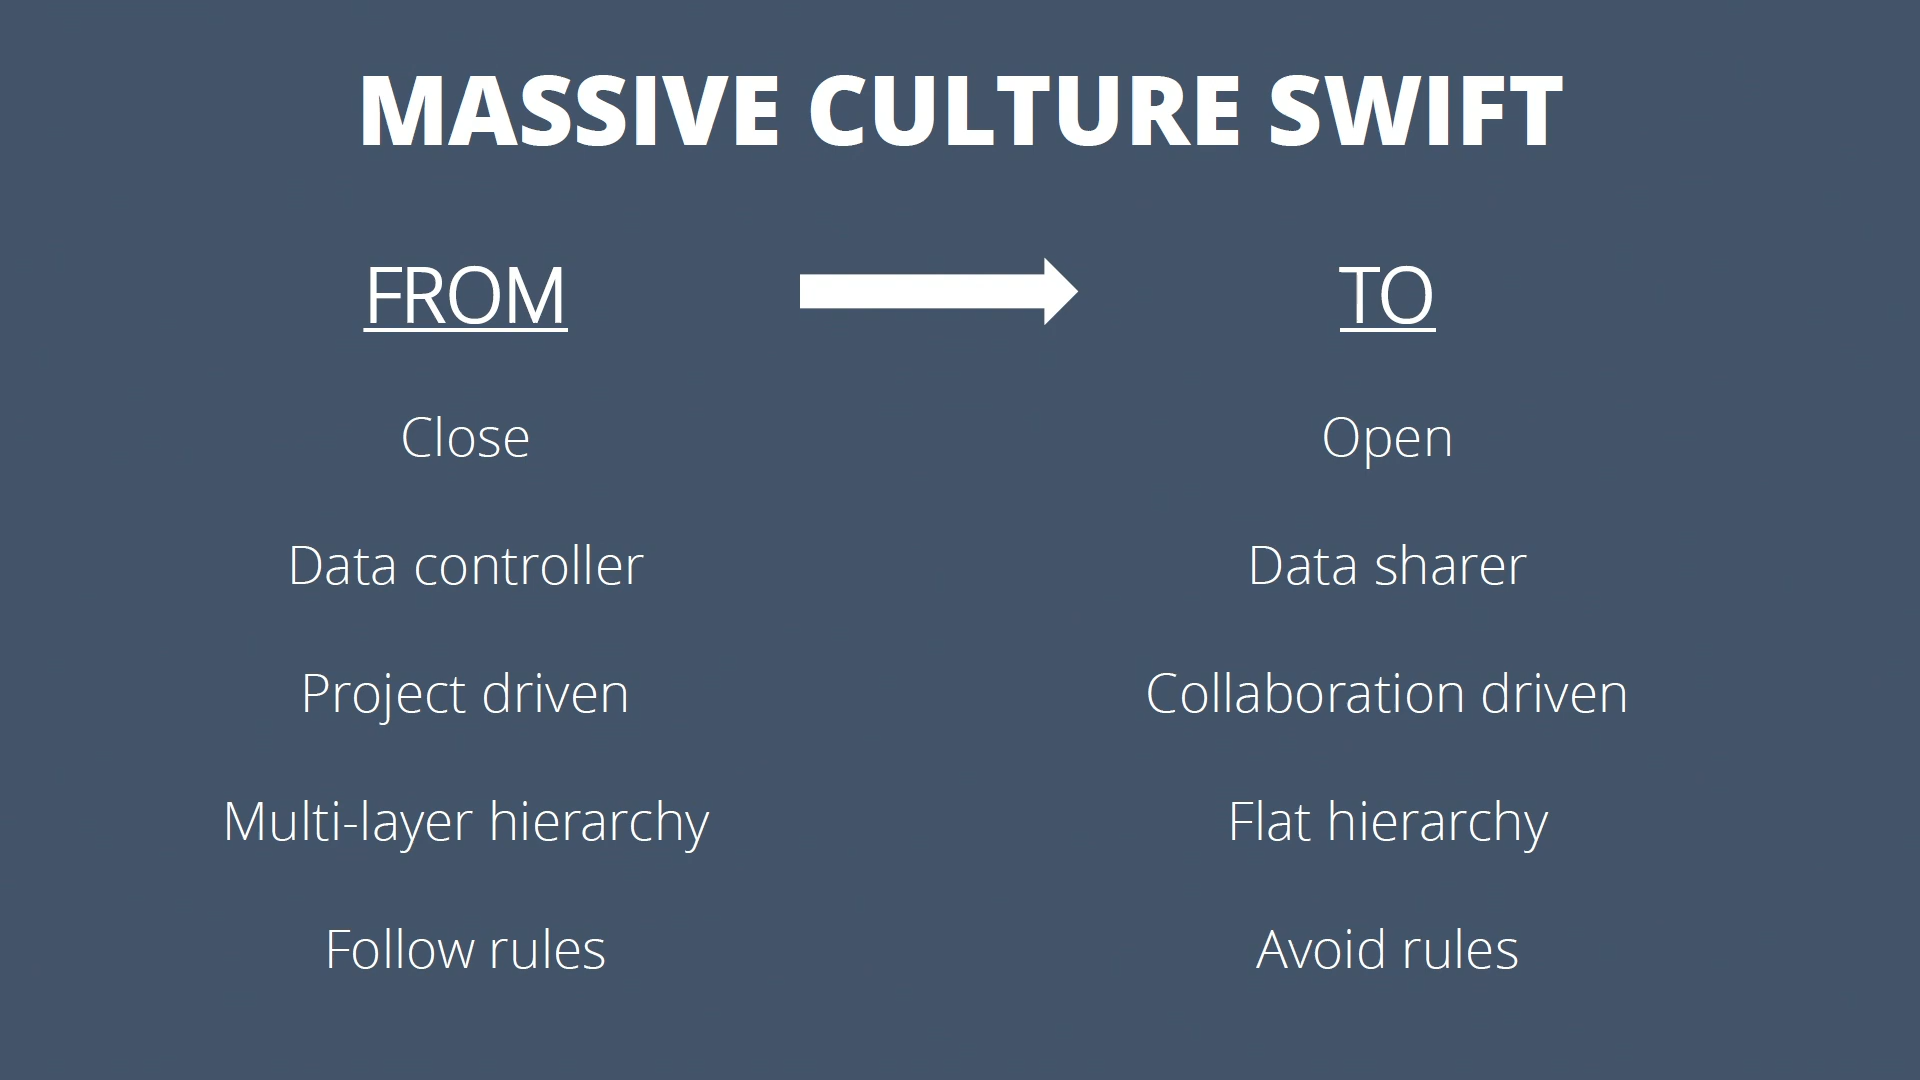 MASSIVE CULTURE SWIFT
FROM
TO
Close
Open
Data controller
Data sharer
Project driven
Collaboration driven
Multi-layer hierarchy
Flat hierarchy
Follow rules
Avoid rules